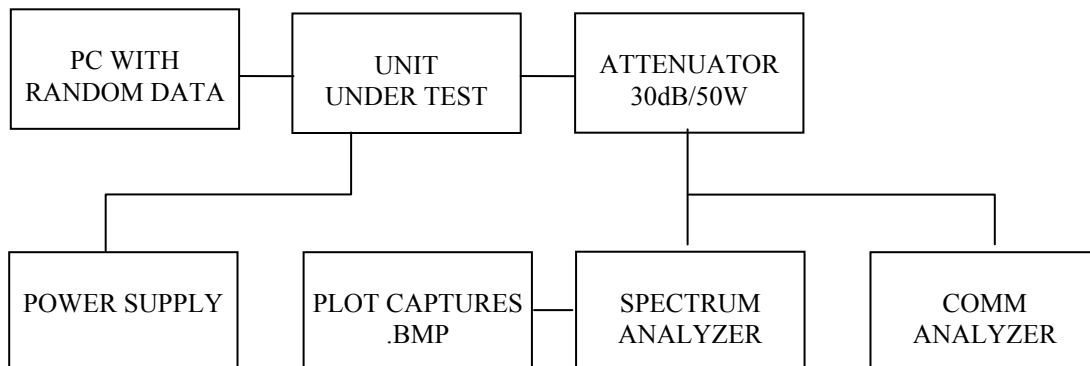 PC WITH
RANDOM DATA
UNIT
UNDER TEST
ATTENUATOR
30dB/50W
POWER SUPPLY
PLOT CAPTURES
.BMP
SPECTRUM
ANALYZER
COMM
ANALYZER